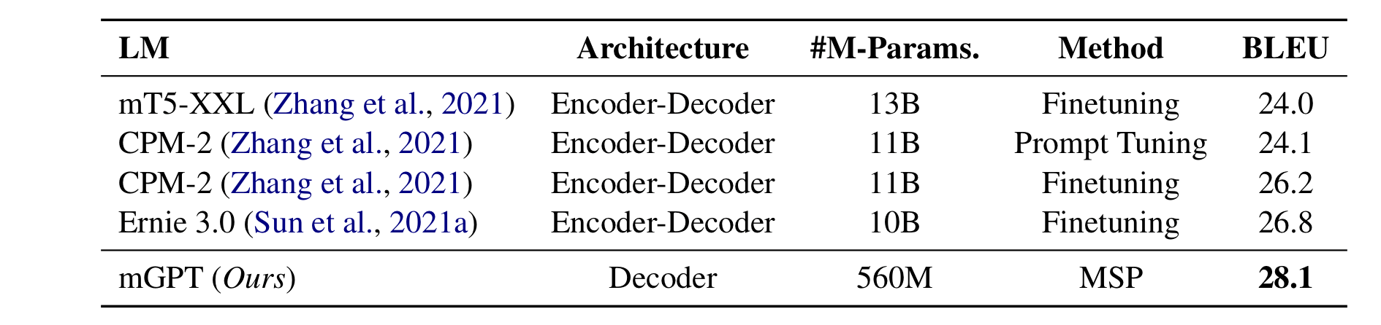 LM Architecture #M-Params. Method BLEU
mT5-XXL (Zhang et al., 2021) Encoder-Decoder 13B Finetuning 24.0
CPM-2 (Zhang et al., 2021) Encoder-Decoder 11B Prompt Tuning 24.1
CPM-2 (Zhang et al., 2021) Encoder-Decoder 11B Finetuning 26.2
Ernie 3.0 (Sun et al., 2021a) Encoder-Decoder 10B Finetuning 26.8
mGPT (Ours) Decoder 560M MSP 28.1